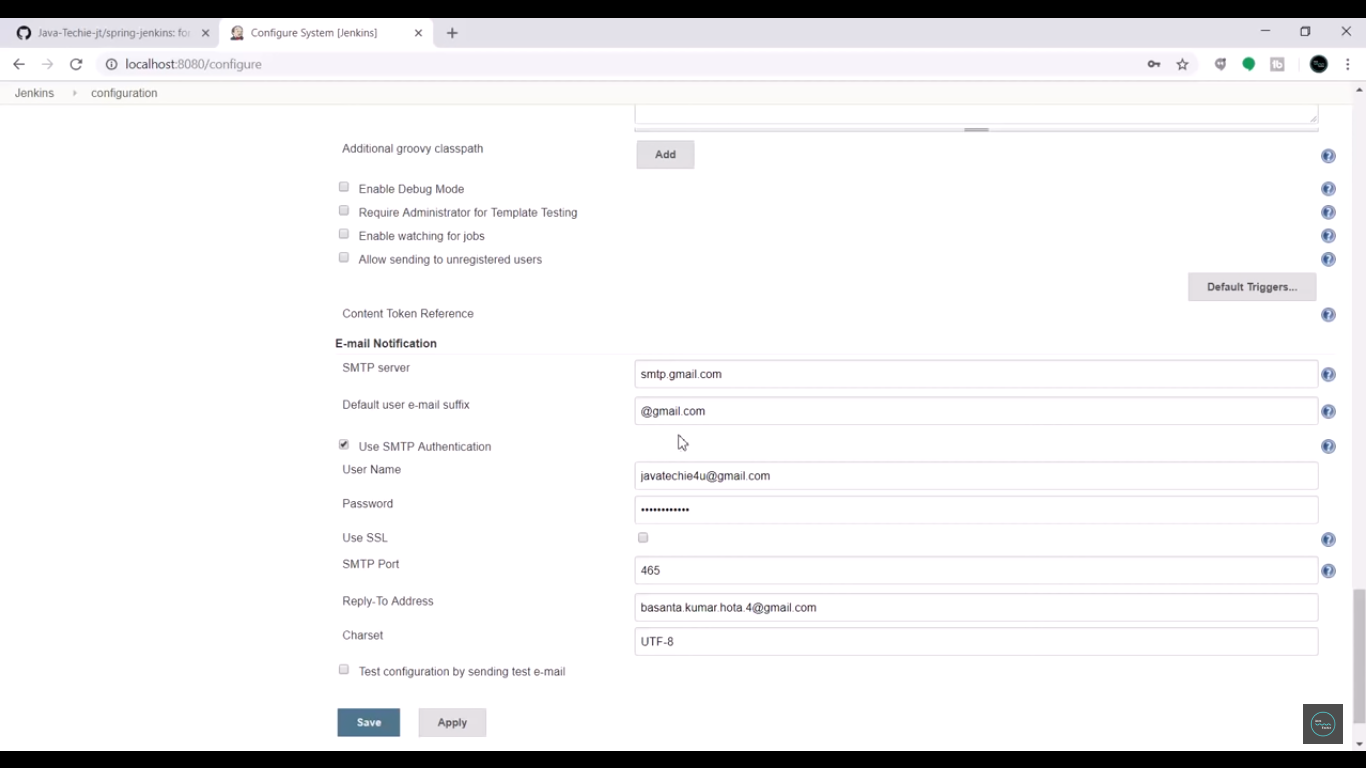 Java-Techie-jt/spring-jenkins: fo
Configure System [Jenkins]
localhost:8080/configure
Jenkins
configuration
Additional groovy classpath
Add
Enable Debug Mode
Require Administrator for Template Testing
Enable watching for jobs
Allow sending to unregistered users
Default Triggers...
Content Token Reference
E-mail Notification
SMTP server
smtp.gmail.com
Default user e-mail suffix
@gmail.com
Use SMTP Authentication
User Name
javatechie4u@gmail.com
Password
••••••••••••
Use SSL
SMTP Port
465
Reply-To Address
basanta.kumar.hota.4@gmail.com
Charset
UTF-8
Test configuration by sending test e-mail
Save
Apply